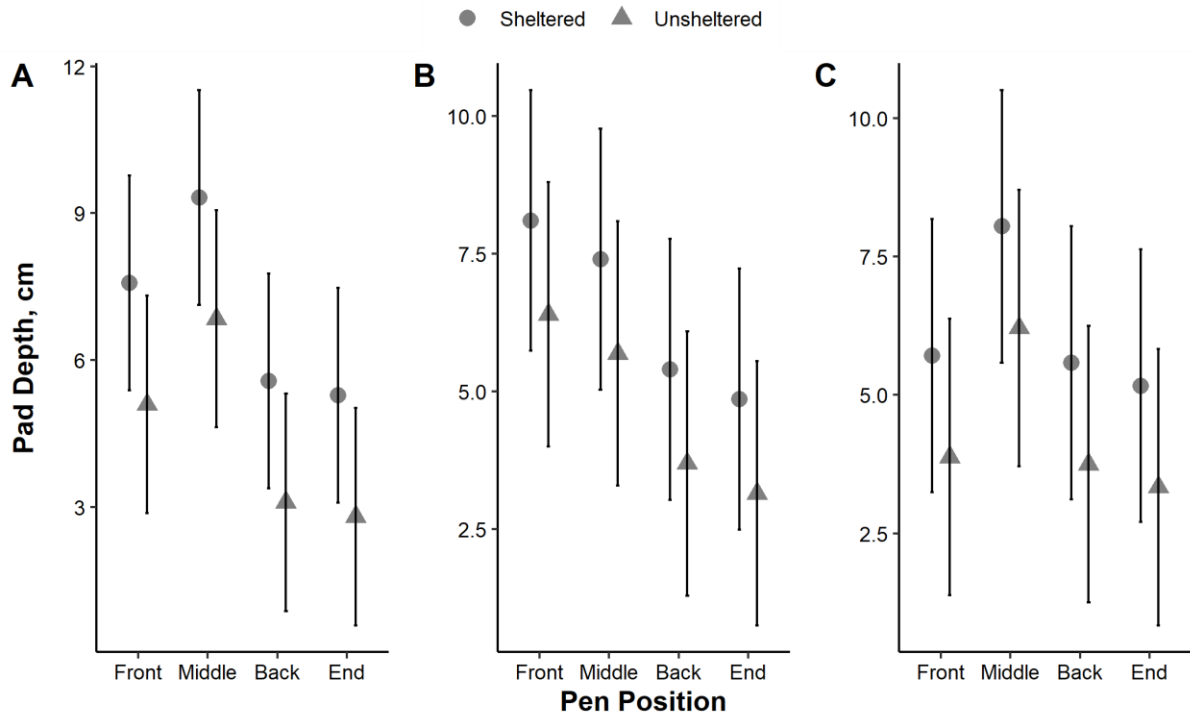 Sheltered Unsheltered
A
B
C
Pad Depth, cm
12
9
6
3
Front Middle Back End
10.0
7.5
5.0
2.5
Front Middle Back End
10.0
7.5
5.0
2.5
Front Middle Back End
Pen Position